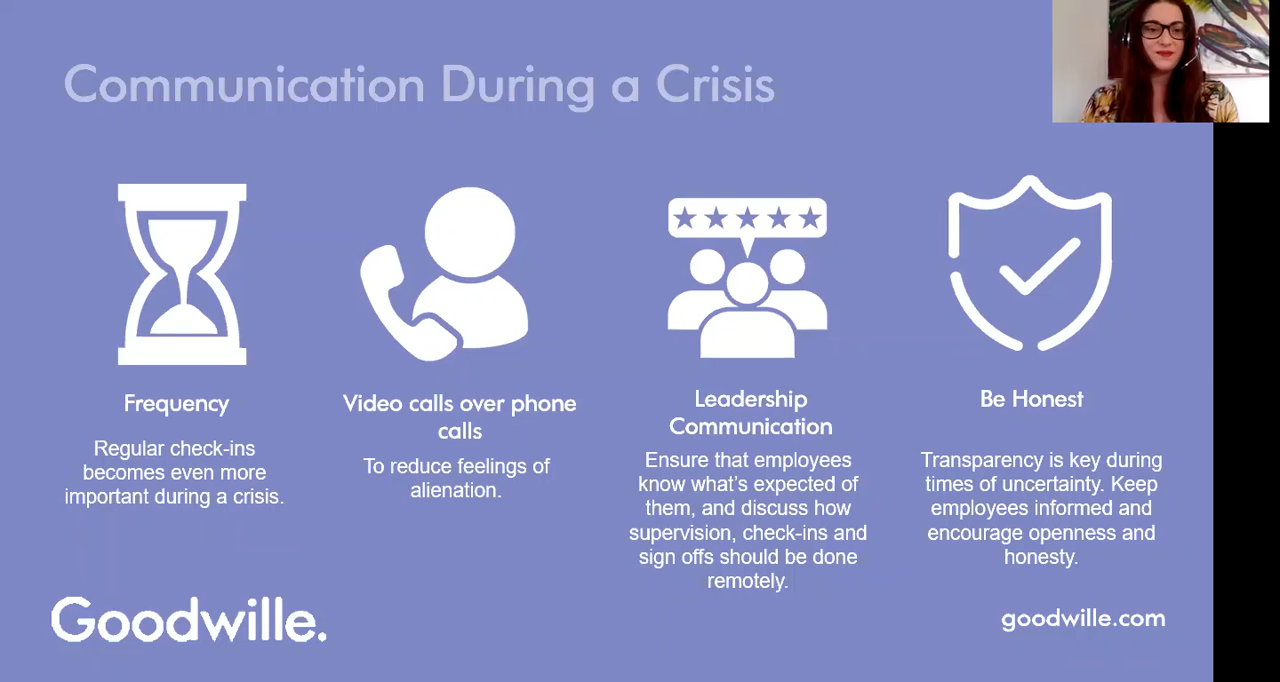 Communication During a Crisis
Frequency
Regular check-ins
becomes even more
important during a crisis.
Video calls over phone
calls
To reduce feelings of
alienation.
Leadership
Communication
Ensure that employees
know what's expected of
them, and discuss how
supervision, check-ins and
sign offs should be done
remotely.
Be Honest
Transparency is key during
times of uncertainty. Keep
employees informed and
encourage openness and
honesty.
Goodwille.
goodwille.com